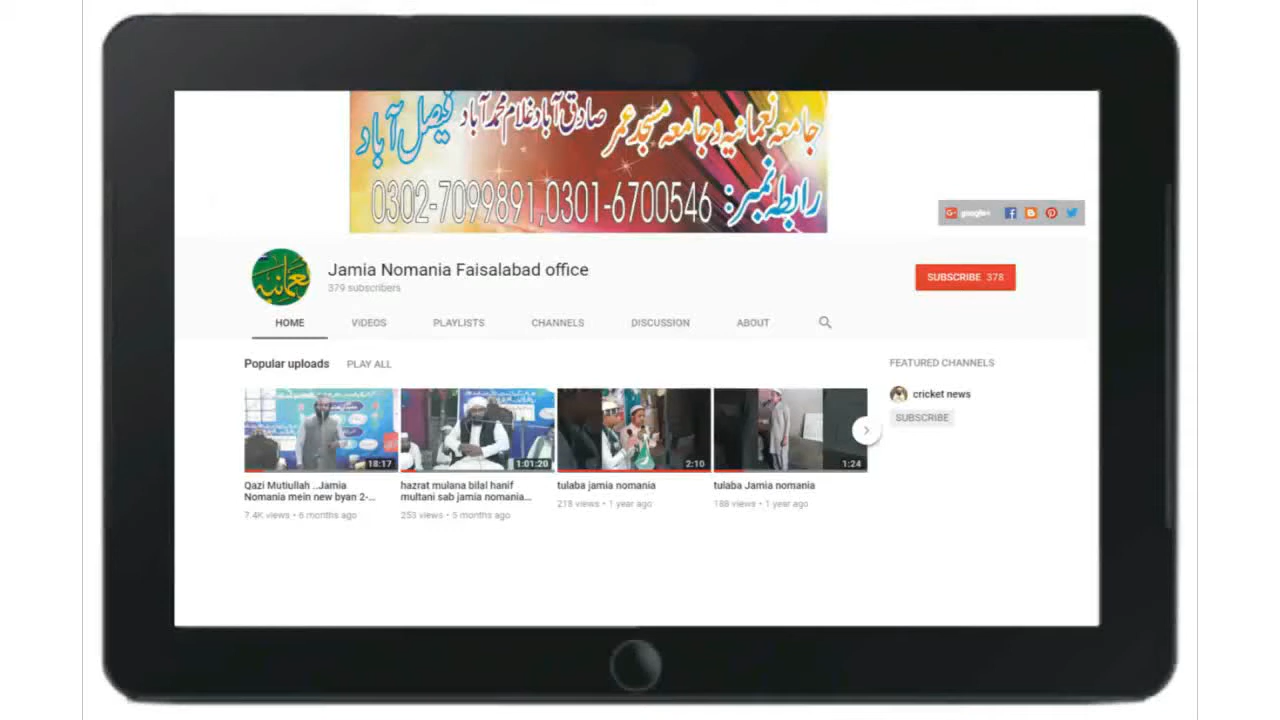 جامعہ نعمانیہ و جامعہ مسجد عمر صادق آباد غلام محمد آباد فیصل آباد
رابطہ نمبر: 0302-7099891,0301-6700546
google+
نعمانیہ
Jamia Nomania Faisalabad office
379 subscribers
SUBSCRIBE 378
HOME VIDEOS PLAYLISTS CHANNELS DISCUSSION ABOUT
Popular uploads PLAY ALL
FEATURED CHANNELS
cricket news
SUBSCRIBE
18:17 1:01:20 2:10 1:24
Qazi Mutiullah ..Jamia
Nomania mein new byan 2-...
7.4K views • 6 months ago
hazrat mulana bilal hanif
multani sab jamia nomania...
253 views • 5 months ago
tulaba jamia nomania
218 views • 1 year ago
tulaba Jamia nomania
188 views • 1 year ago